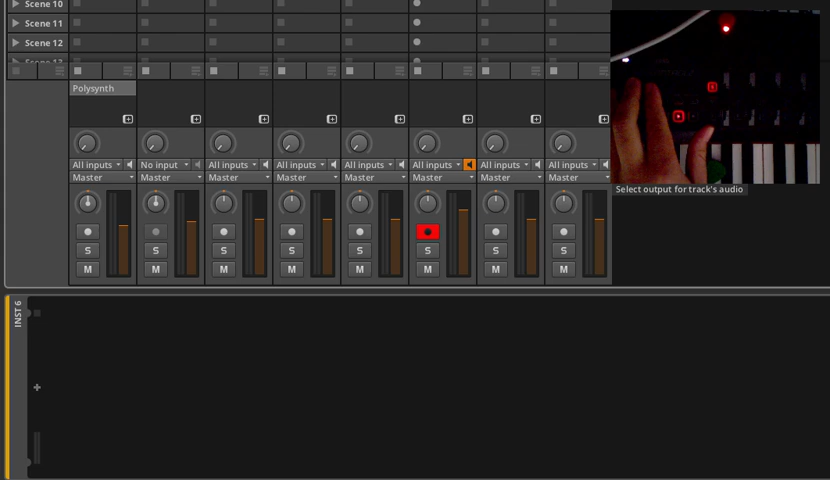 Scene 10
Scene 11
Scene 12
Polysynth
All inputs No input All inputs All inputs All inputs All inputs All inputs All inputs
Master Master Master Master Master Master Master Master
Select output for track's audio
S S S S S S S S
M M M M M M M M
INST 6